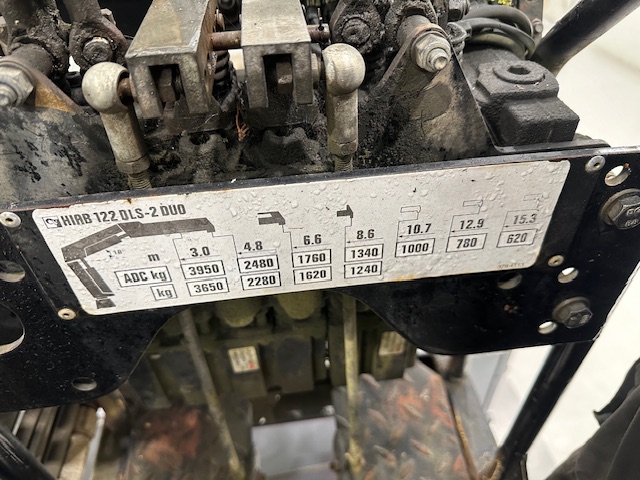 HIAB 122 DLS-2 DUO
m 3.0 4.8 6.6 8.6 10.7 12.9 15.3
ADC kg 3950 2480 1760 1340 1000 780 620
kg 3650 2280 1620 1240